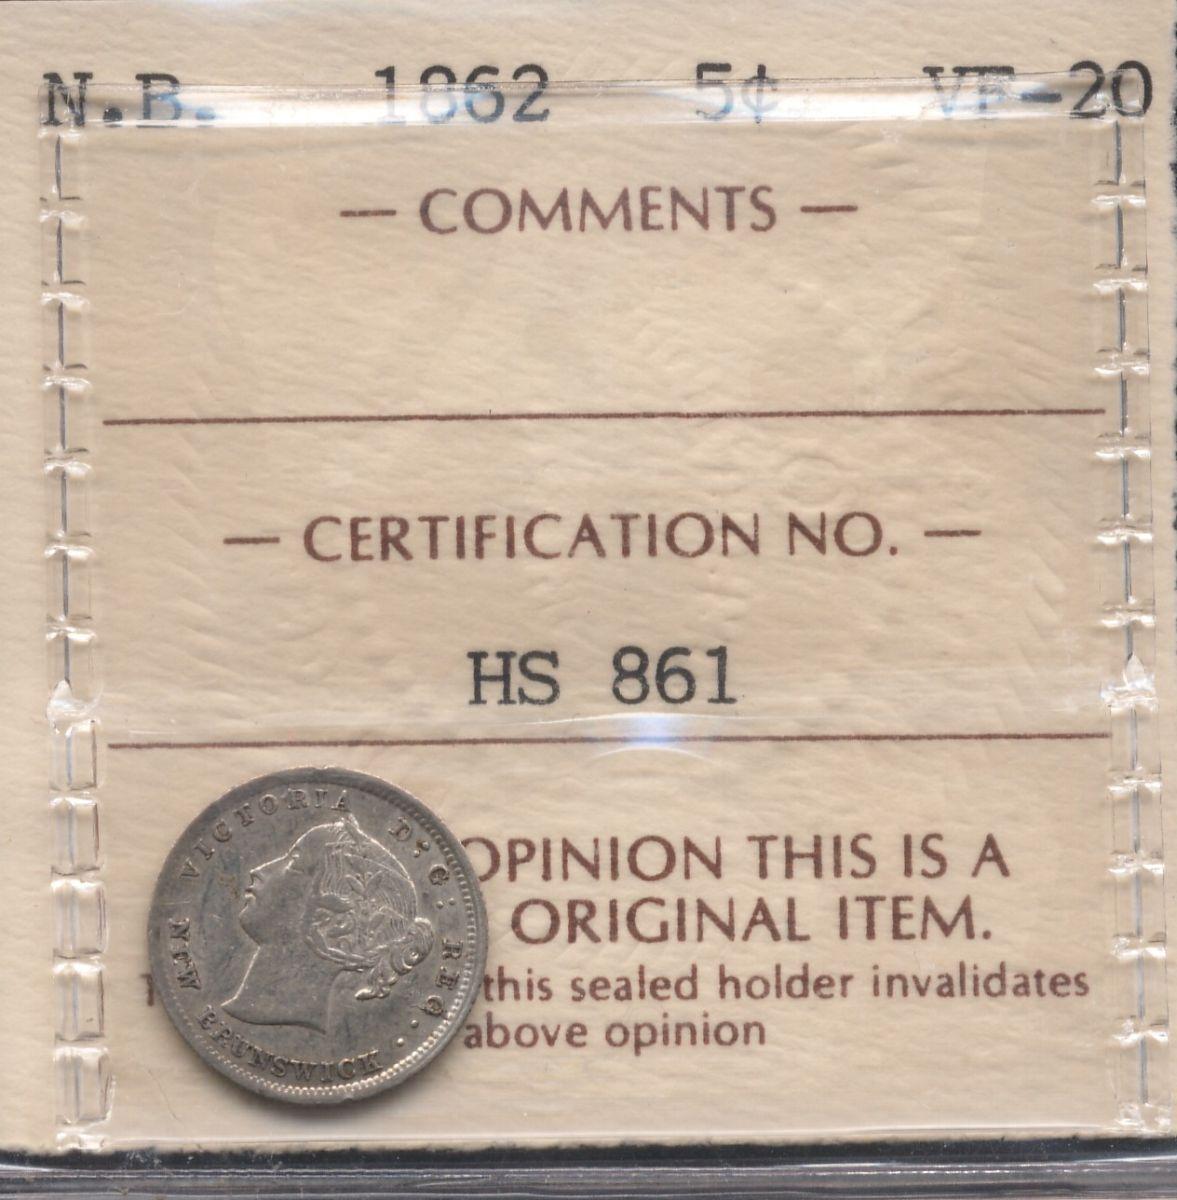 N.B. 1862 5¢ VF-20
— COMMENTS —
— CERTIFICATION NO. —
HS 861
OPINION THIS IS A
ORIGINAL ITEM.
this sealed holder invalidates
above opinion
VICTORIA D: G: REG.
NEW BRUNSWICK